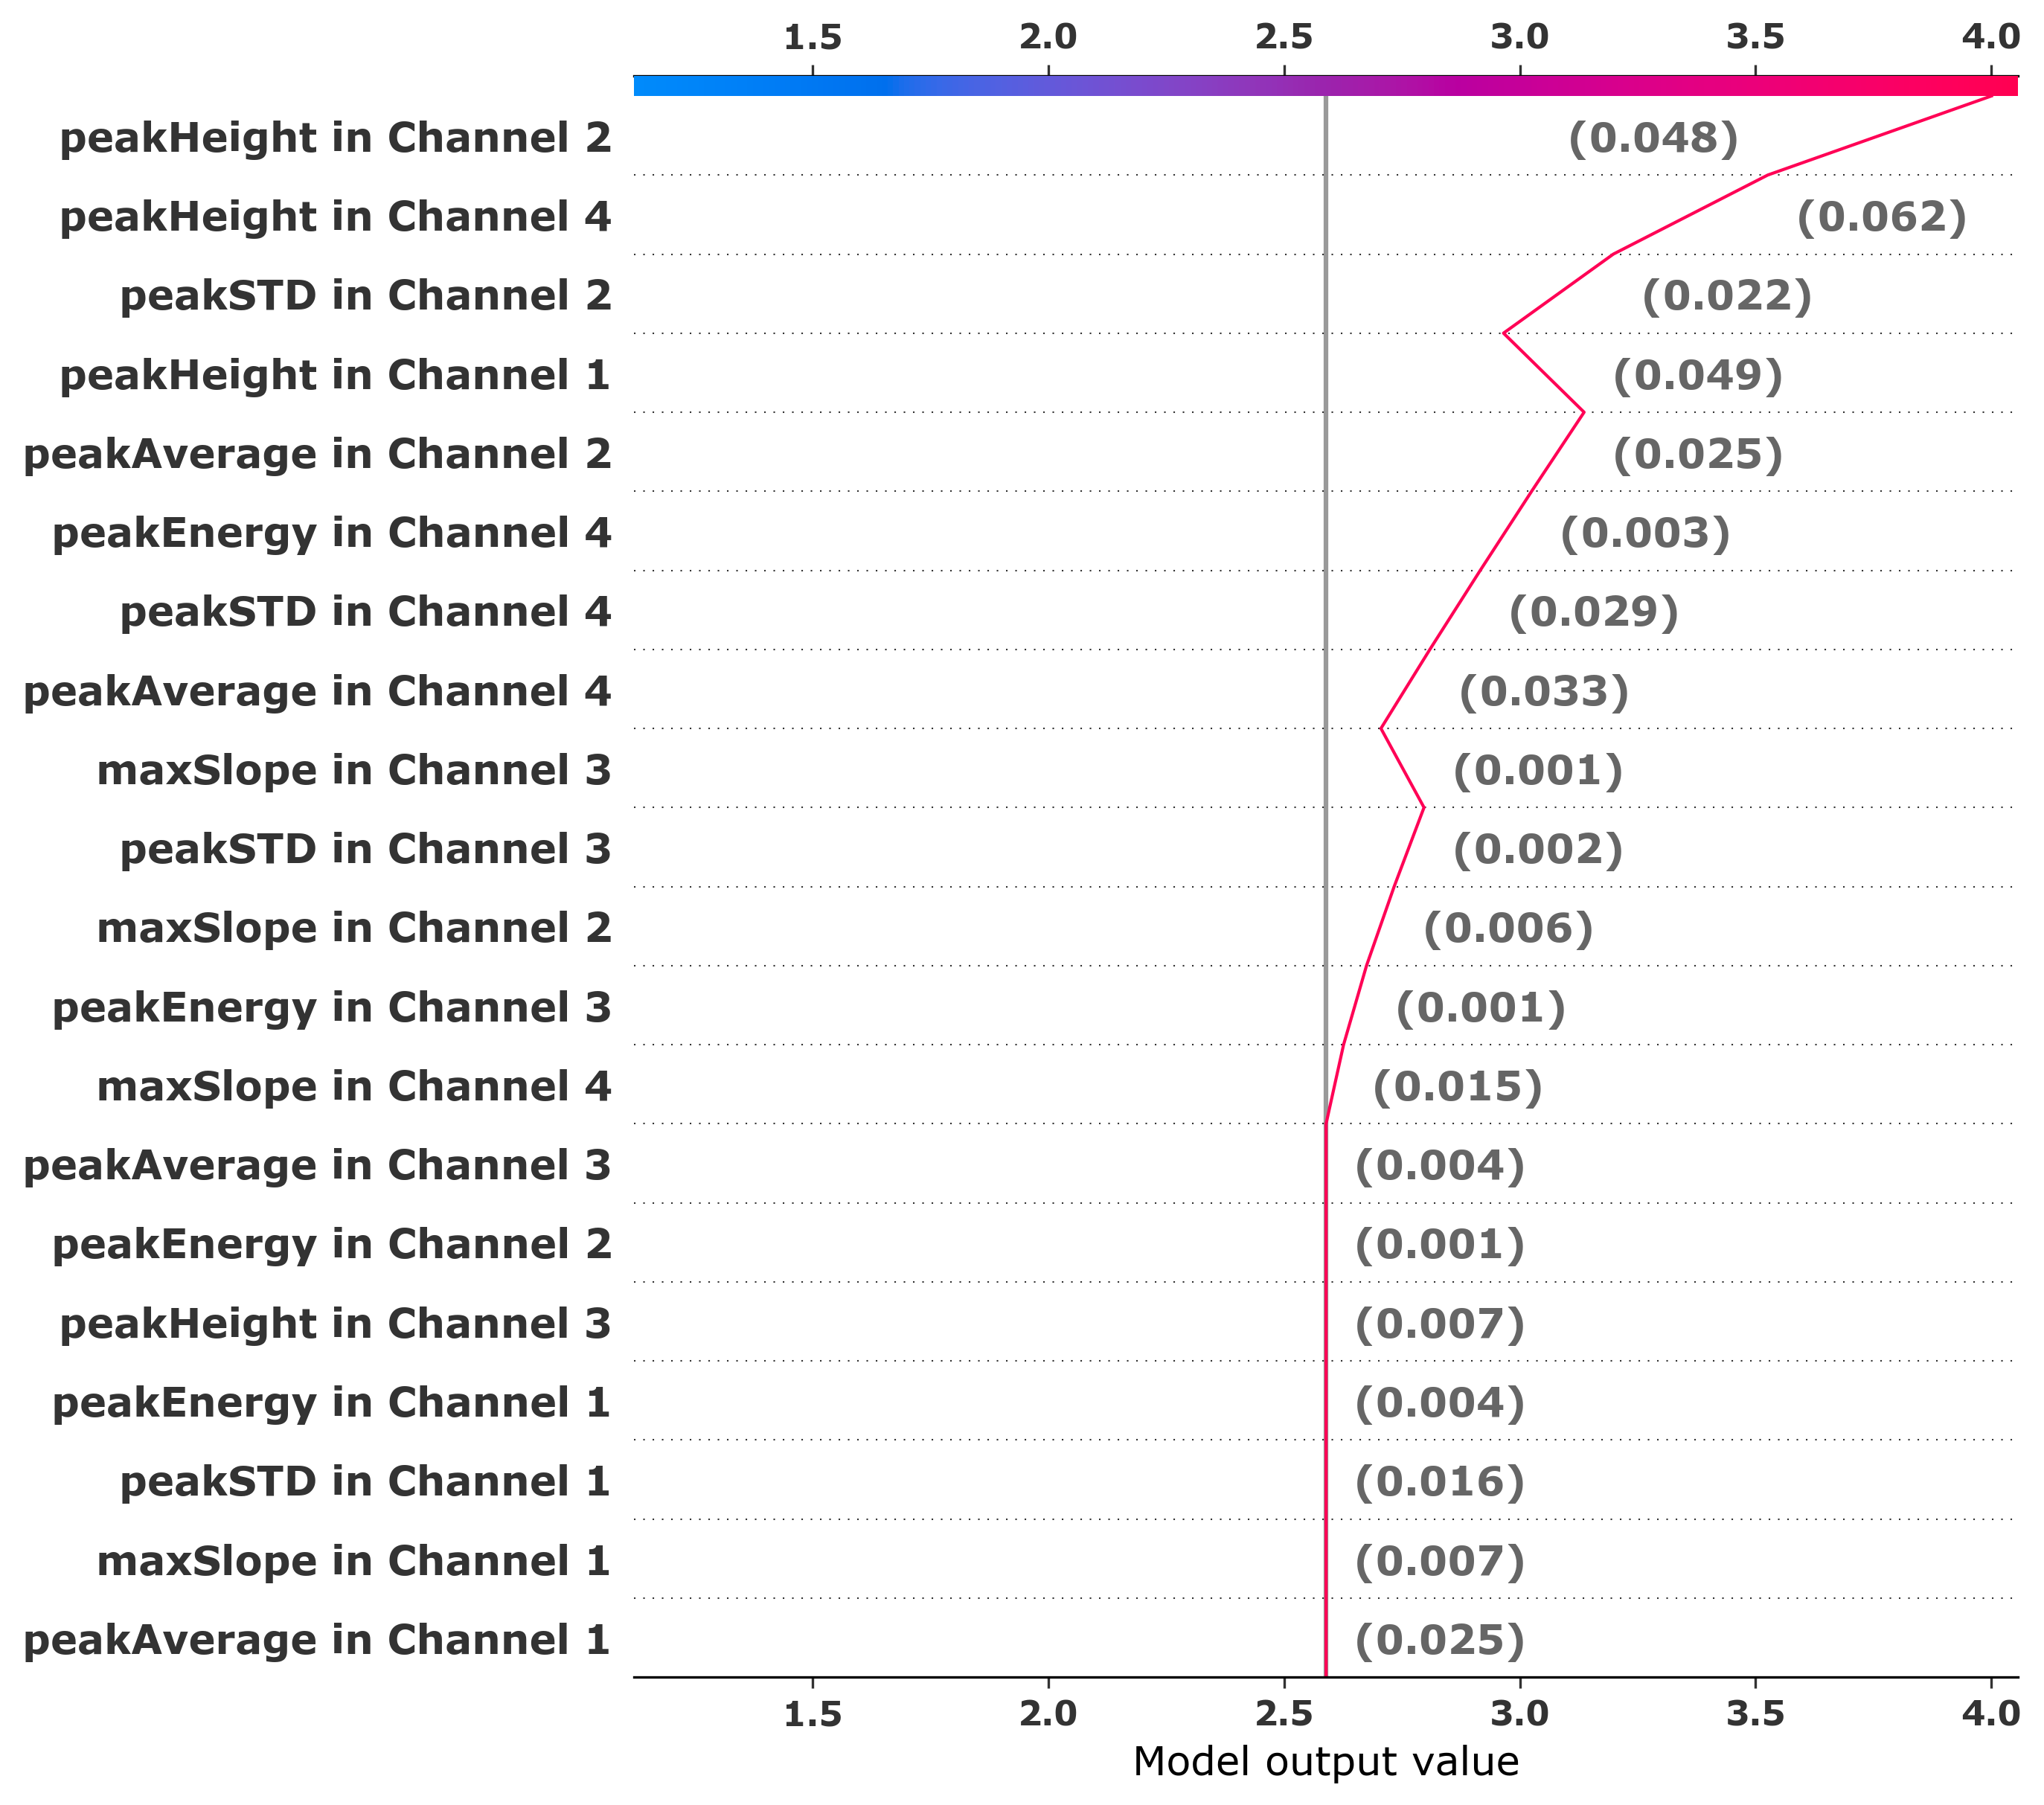 1.5 2.0 2.5 3.0 3.5 4.0
peakHeight in Channel 2 (0.048)
peakHeight in Channel 4 (0.062)
peakSTD in Channel 2 (0.022)
peakHeight in Channel 1 (0.049)
peakAverage in Channel 2 (0.025)
peakEnergy in Channel 4 (0.003)
peakSTD in Channel 4 (0.029)
peakAverage in Channel 4 (0.033)
maxSlope in Channel 3 (0.001)
peakSTD in Channel 3 (0.002)
maxSlope in Channel 2 (0.006)
peakEnergy in Channel 3 (0.001)
maxSlope in Channel 4 (0.015)
peakAverage in Channel 3 (0.004)
peakEnergy in Channel 2 (0.001)
peakHeight in Channel 3 (0.007)
peakEnergy in Channel 1 (0.004)
peakSTD in Channel 1 (0.016)
maxSlope in Channel 1 (0.007)
peakAverage in Channel 1 (0.025)
1.5 2.0 2.5 3.0 3.5 4.0
Model output value